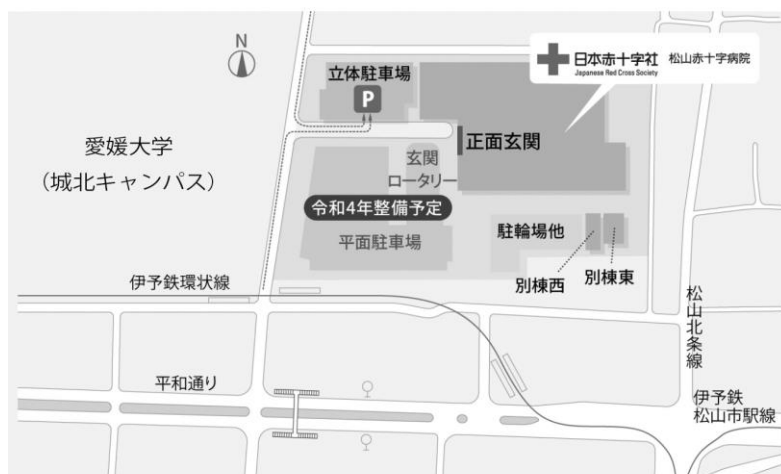 N
日本赤十字社 松山赤十字病院
Japanese Red Cross Society
立体駐車場
P
正面玄関
愛媛大学
（城北キャンパス）
玄関
ロータリー
令和4年整備予定
平面駐車場
駐輪場他
別棟西
別棟東
伊予鉄環状線
松山北条線
平和通り
伊予鉄
松山市駅線